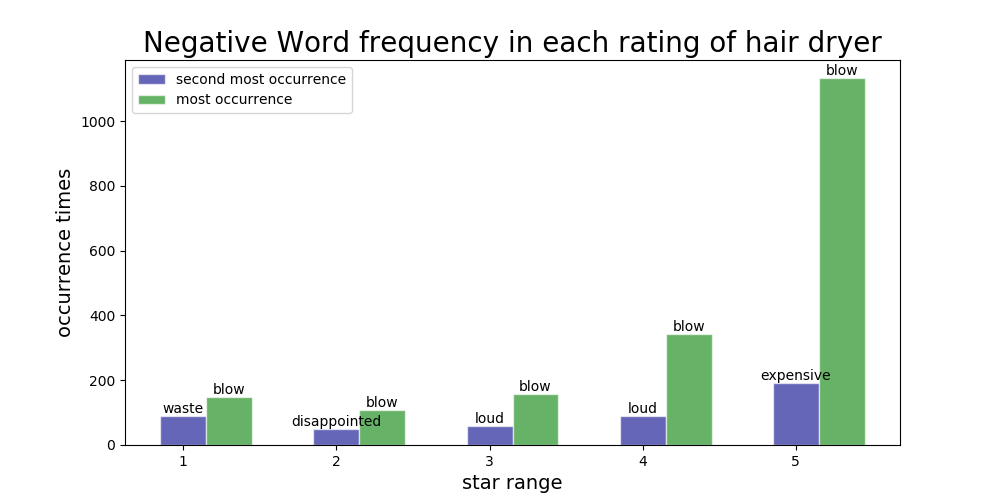 Negative Word frequency in each rating of hair dryer
second most occurrence
most occurrence
occurrence times
1000
800
600
400
200
0
waste
blow
disappointed
blow
loud
blow
loud
blow
expensive
blow
1 2 3 4 5
star range